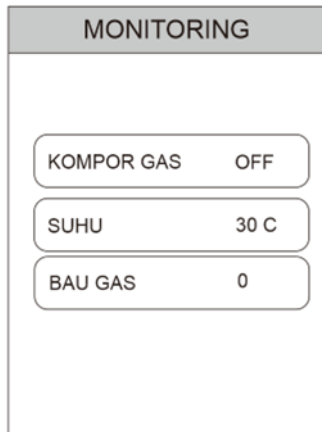 MONITORING
KOMPOR GAS OFF
SUHU 30 C
BAU GAS 0